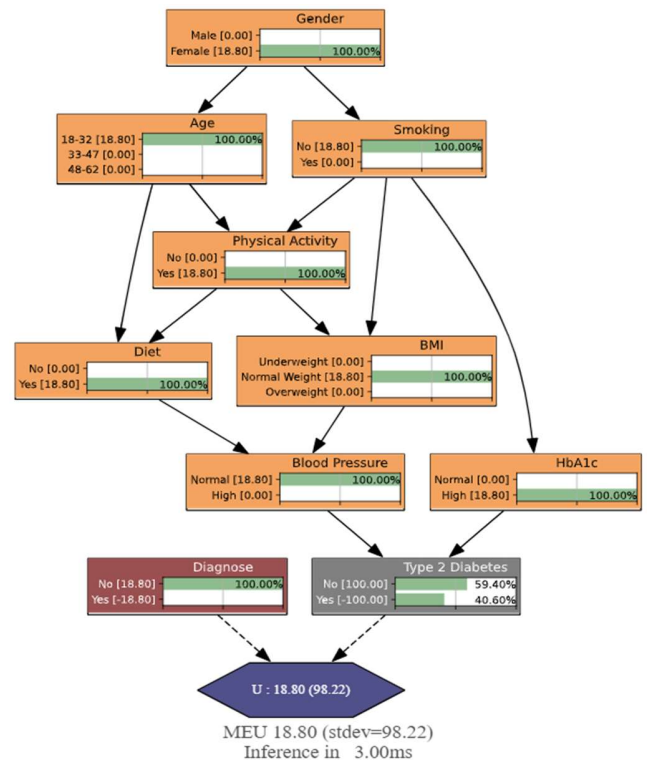 Gender
Male [0.00]
Female [18.80] 100.00%
Age
18-32 [18.80] 100.00%
33-47 [0.00]
48-62 [0.00]
Smoking
No [18.80] 100.00%
Yes [0.00]
Physical Activity
No [0.00]
Yes [18.80] 100.00%
Diet
No [0.00]
Yes [18.80] 100.00%
BMI
Underweight [0.00]
Normal Weight [18.80] 100.00%
Overweight [0.00]
Blood Pressure
Normal [18.80] 100.00%
High [0.00]
HbA1c
Normal [0.00]
High [18.80] 100.00%
Diagnose
No [18.80] 100.00%
Yes [-18.80]
Type 2 Diabetes
No [100.00] 59.40%
Yes [-100.00] 40.60%
U : 18.80 (98.22)
MEU 18.80 (stdev=98.22)
Inference in 3.00ms